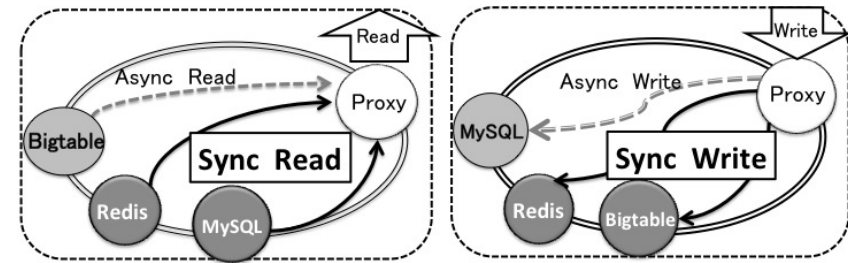 Read
Async Read
Proxy
Bigtable
Sync Read
Redis
MySQL
Write
Async Write
Proxy
MySQL
Sync Write
Redis
Bigtable